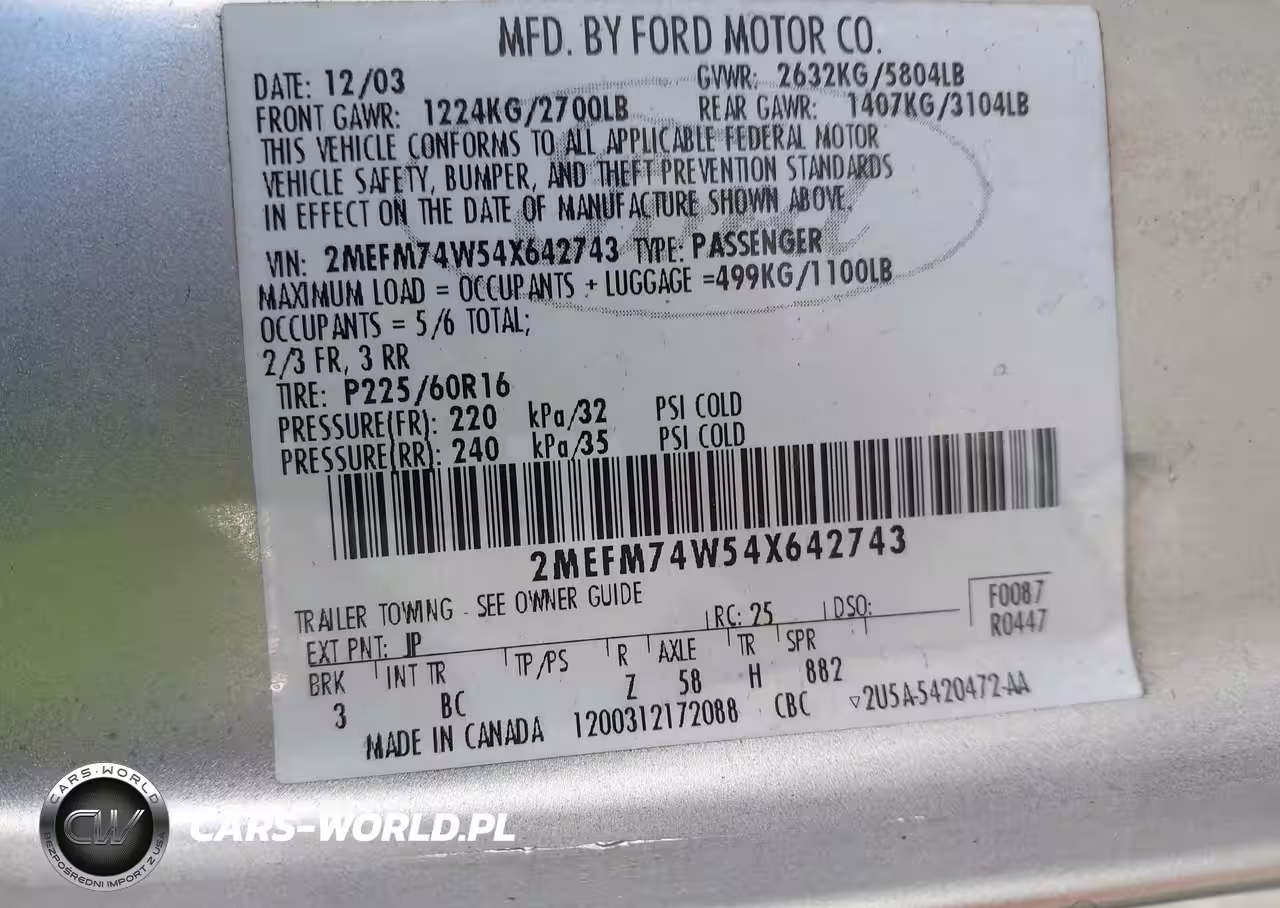 MFD. BY FORD MOTOR CO.
DATE: 12/03 GVWR: 2632KG/5804LB
FRONT GAWR: 1224KG/2700LB REAR GAWR: 1407KG/3104LB
THIS VEHICLE CONFORMS TO ALL APPLICABLE FEDERAL MOTOR
VEHICLE SAFETY, BUMPER, AND THEFT PREVENTION STANDARDS
IN EFFECT ON THE DATE OF MANUFACTURE SHOWN ABOVE.
VIN: 2MEFM74W54X642743 TYPE: PASSENGER
MAXIMUM LOAD = OCCUPANTS + LUGGAGE =499KG/1100LB
OCCUPANTS = 5/6 TOTAL;
2/3 FR, 3 RR
TIRE: P225/60R16
PRESSURE(FR): 220 kPa/32 PSI COLD
PRESSURE(RR): 240 kPa/35 PSI COLD
2MEFM74W54X642743
TRAILER TOWING - SEE OWNER GUIDE
F0087
EXT PNT: JP RC: 25 DSO: R0447
BRK INT TR TP/PS R AXLE TR SPR
3 BC Z 58 H 882
MADE IN CANADA 1200312172088 CBC ▽2U5A-5420472-AA
CARS-WORLD
CW
BEZPOŚREDNI IMPORT Z USA
CARS-WORLD.PL